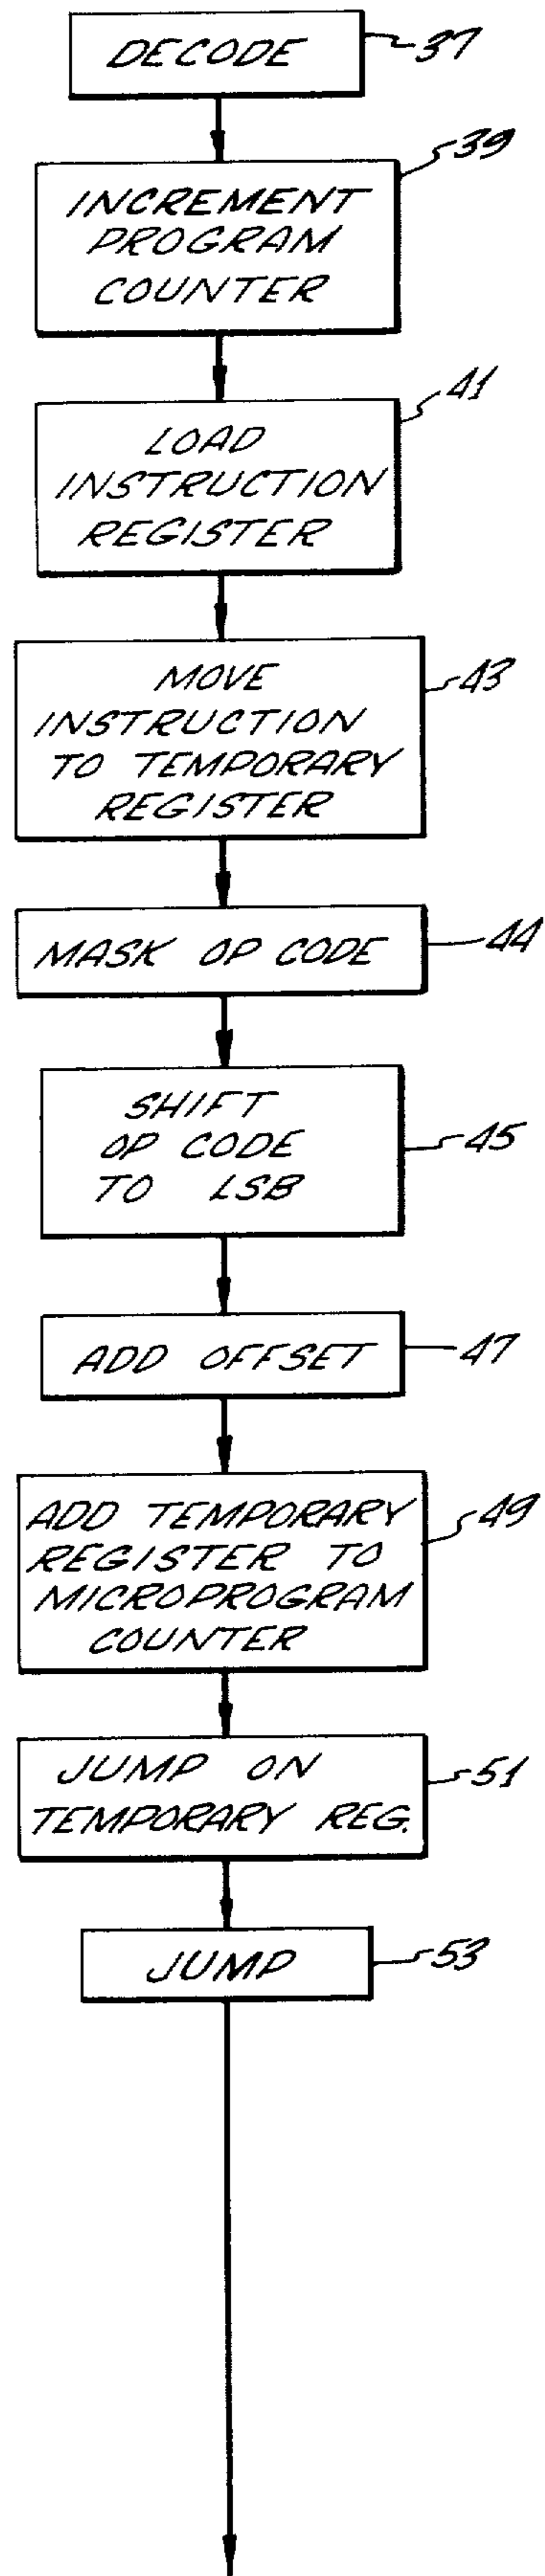 DECODE
37
39
INCREMENT
PROGRAM
COUNTER
41
LOAD
INSTRUCTION
REGISTER
43
MOVE
INSTRUCTION
TO TEMPORARY
REGISTER
MASK OP CODE
44
SHIFT
OP CODE
TO LSB
45
ADD OFFSET
47
ADD TEMPORARY
REGISTER TO
MICROPROGRAM
COUNTER
49
JUMP ON
TEMPORARY REG.
51
JUMP
53